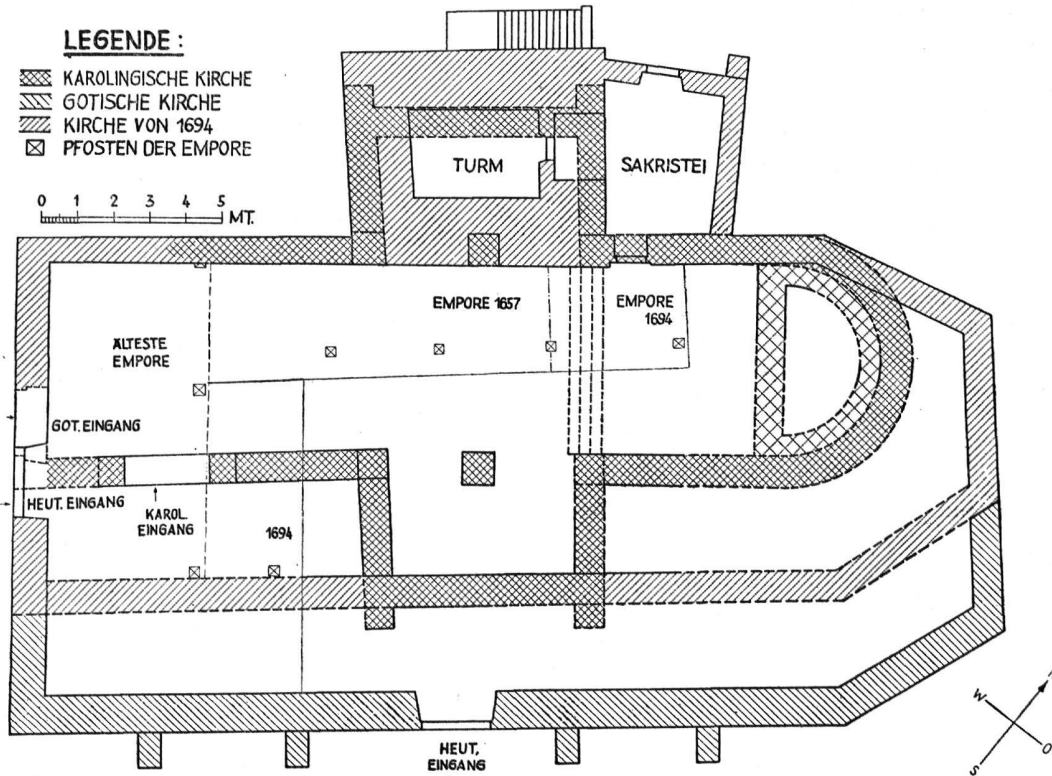 LEGENDE:
KAROLINGISCHE KIRCHE
GOTISCHE KIRCHE
KIRCHE VON 1694
PFOSTEN DER EMPORE
0 1 2 3 4 5 MT.
TURM
SAKRISTEI
EMPORE 1657
EMPORE
1694
ÄLTESTE
EMPORE
GOT. EINGANG
HEUT. EINGANG
KAROL.
EINGANG
1694
HEUT.
EINGANG
W
O
S